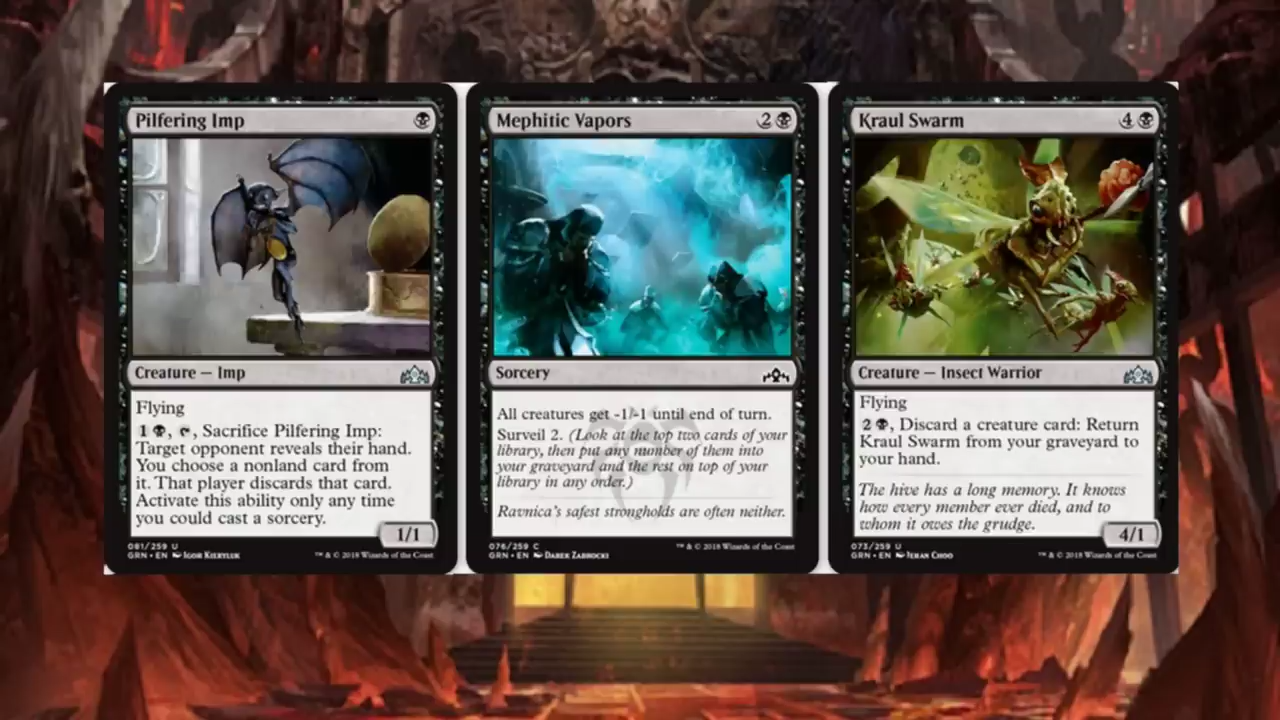 Pilfering Imp
Creature — Imp
Flying
1 , , Sacrifice Pilfering Imp:
Target opponent reveals their hand.
You choose a nonland card from
it. That player discards that card.
Activate this ability only any time
you could cast a sorcery.
1/1
081/259 U
GRN • EN Igor Kieryluk
™ & © 2018 Wizards of the Coast
Mephitic Vapors
2
Sorcery
All creatures get -1/-1 until end of turn.
Surveil 2. (Look at the top two cards of your
library, then put any number of them into
your graveyard and the rest on top of your
library in any order.)
Ravnica's safest strongholds are often neither.
076/259 C
GRN • EN Darek Zabrocki
™ & © 2018 Wizards of the Coast
Kraul Swarm
4
Creature — Insect Warrior
Flying
2 , Discard a creature card: Return
Kraul Swarm from your graveyard to
your hand.
The hive has a long memory. It knows
how every member ever died, and to
whom it owes the grudge.
4/1
073/259 U
GRN • EN Jehan Choo
™ & © 2018 Wizards of the Coast